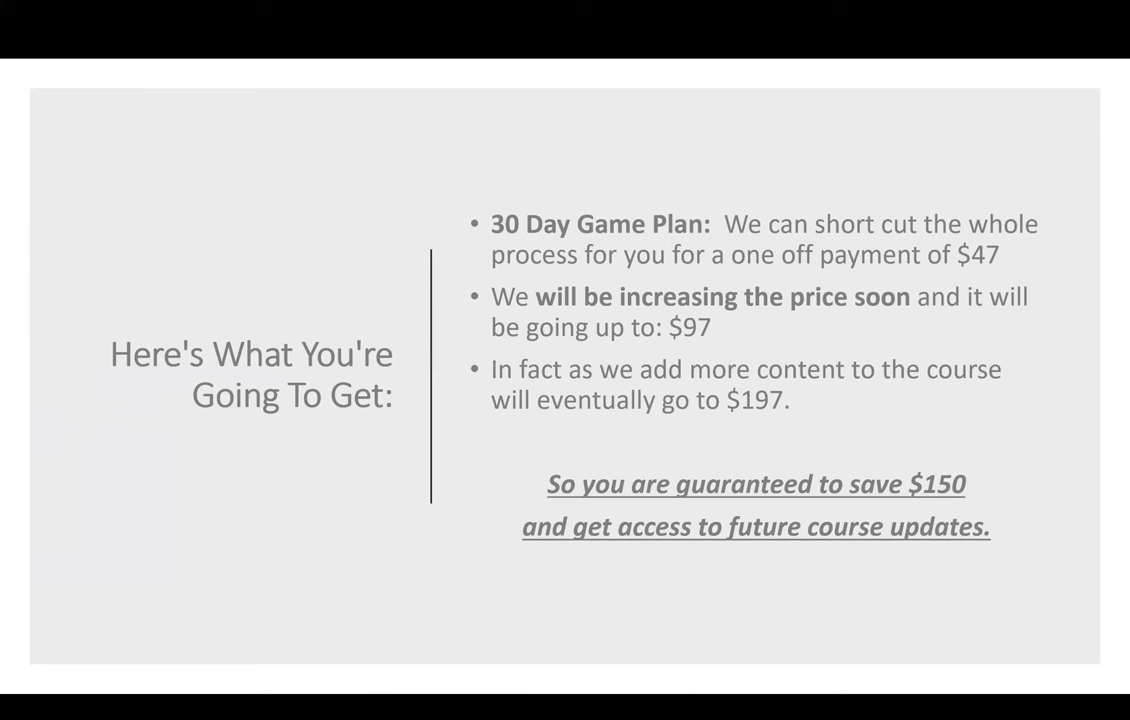 Here's What You're
Going To Get:
• 30 Day Game Plan: We can short cut the whole
process for you for a one off payment of $47
• We will be increasing the price soon and it will
be going up to: $97
• In fact as we add more content to the course
will eventually go to $197.
So you are guaranteed to save $150
and get access to future course updates.